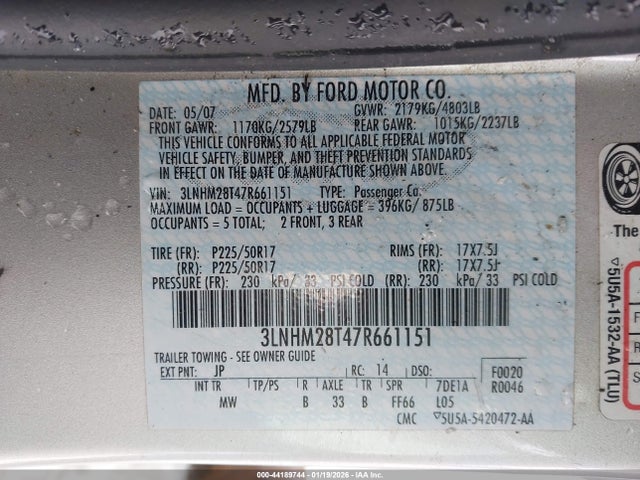 MFD. BY FORD MOTOR CO.
05/07 GVWR: 2179KG/4803LB
FRONT GAWR: 1170KG/2579LB REAR GAWR: 1015KG/2237LB
THIS VEHICLE CONFORMS TO ALL APPLICABLE FEDERAL MOTOR
VEHICLE SAFETY, BUMPER, AND THEFT PREVENTION STANDARDS
IN EFFECT ON THE DATE OF MANUFACTURE SHOWN ABOVE.
VIN: 3LNHM28T47R661151 TYPE: Passenger Ca.
MAXIMUM LOAD = OCCUPANTS + LUGGAGE = 396KG/ 875LB
OCCUPANTS = 5 TOTAL; 2 FRONT, 3 REAR
TIRE (FR): P225/50R17 RIMS (FR): 17X7.5J
(RR): P225/50R17 (RR): 17X7.5J
PRESSURE (FR): 230 kPa/ 33 PSI COLD (RR): 230 kPa/ 33 PSI COLD
3LNHM28T47R661151
TRAILER TOWING - SEE OWNER GUIDE
EXT PNT: JP RC: 14 DSO: F0020
INT TR TP/PS R AXLE TR SPR 7DE1A R0046
MW B 33 B FF66 L05
CMC ▽5U5A-5420472-AA
The
▽5U5A-1532-AA (TLU)
F
R
S
000-44189744 - 01/19/2026 - IAA, Inc.